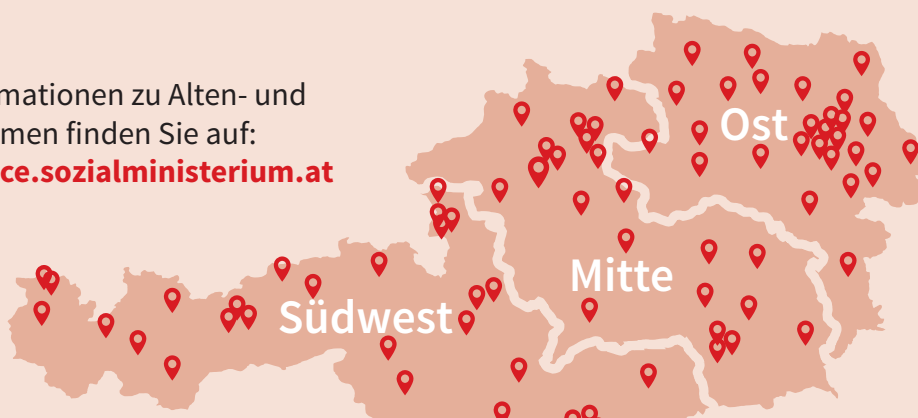 mationen zu Alten- und
men finden Sie auf:
ce.sozialministerium.at
Ost
Mitte
Südwest